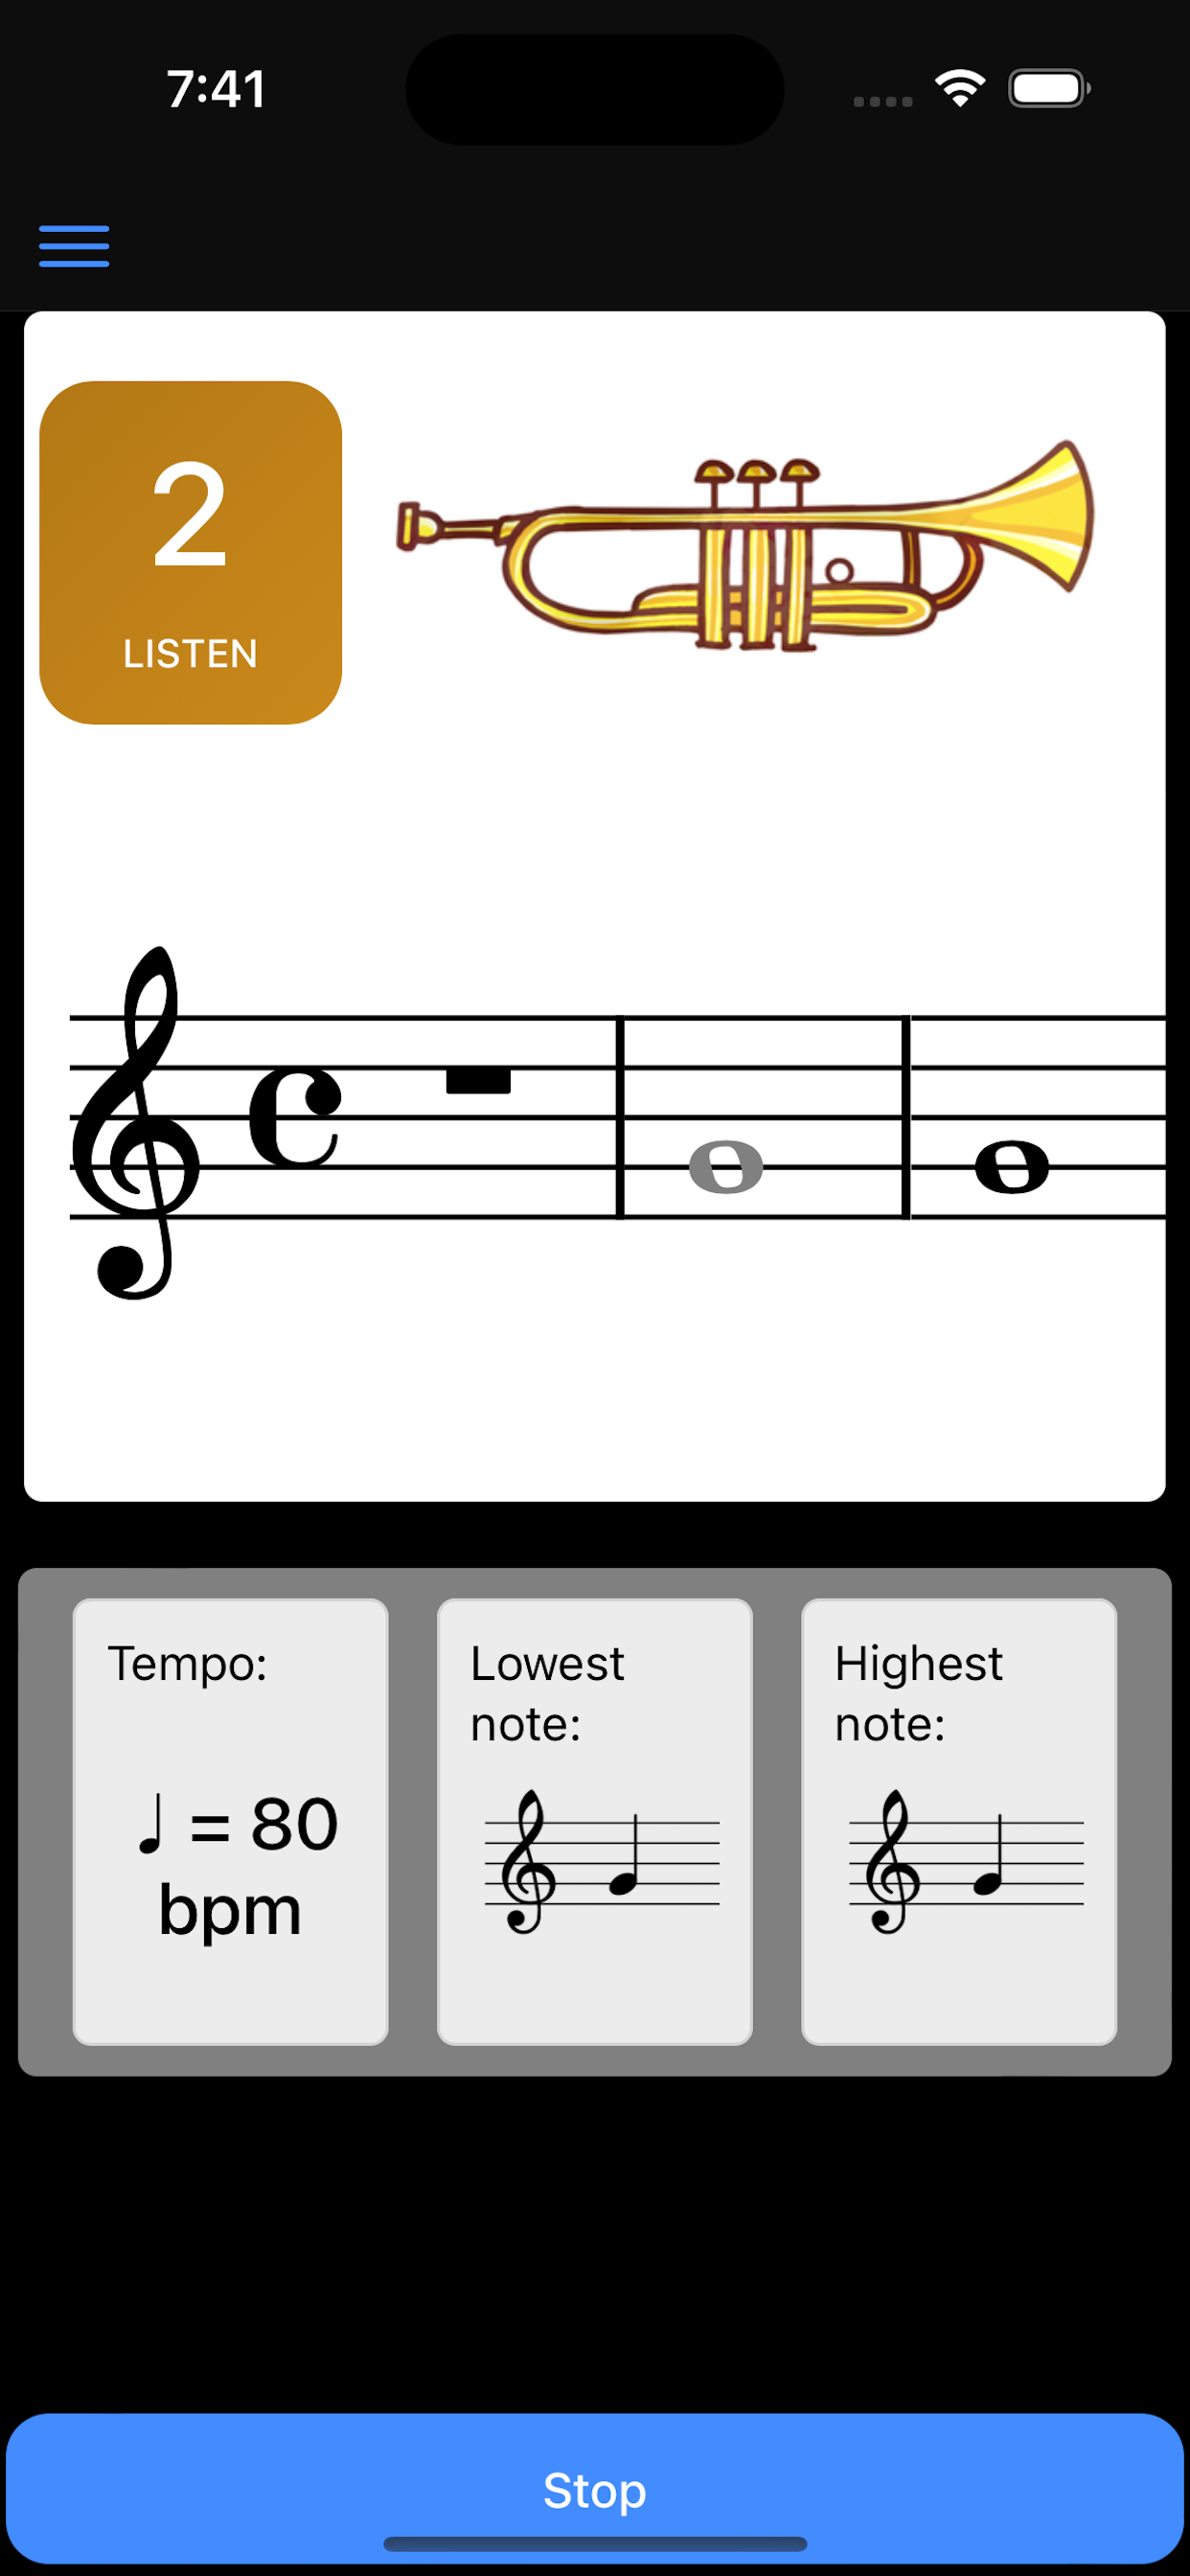 7:41
2
LISTEN
Tempo:
♩ = 80
bpm
Lowest
note:
Highest
note:
Stop